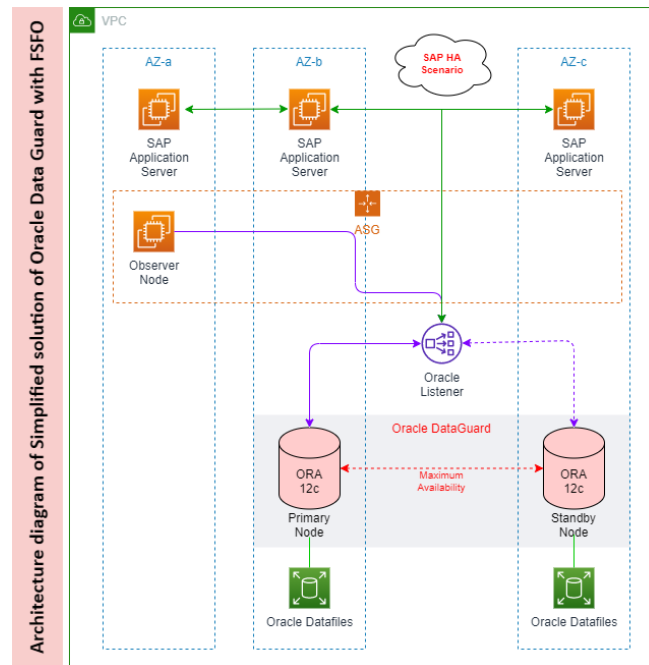 Architecture diagram of Simplified solution of Oracle Data Guard with FSFO
VPC
AZ-a
AZ-b
AZ-c
SAP HA
Scenario
SAP
Application
Server
SAP
Application
Server
SAP
Application
Server
ASG
Observer
Node
Oracle
Listener
Oracle DataGuard
ORA
12c
Maximum
Availability
ORA
12c
Primary
Node
Standby
Node
Oracle Datafiles
Oracle Datafiles